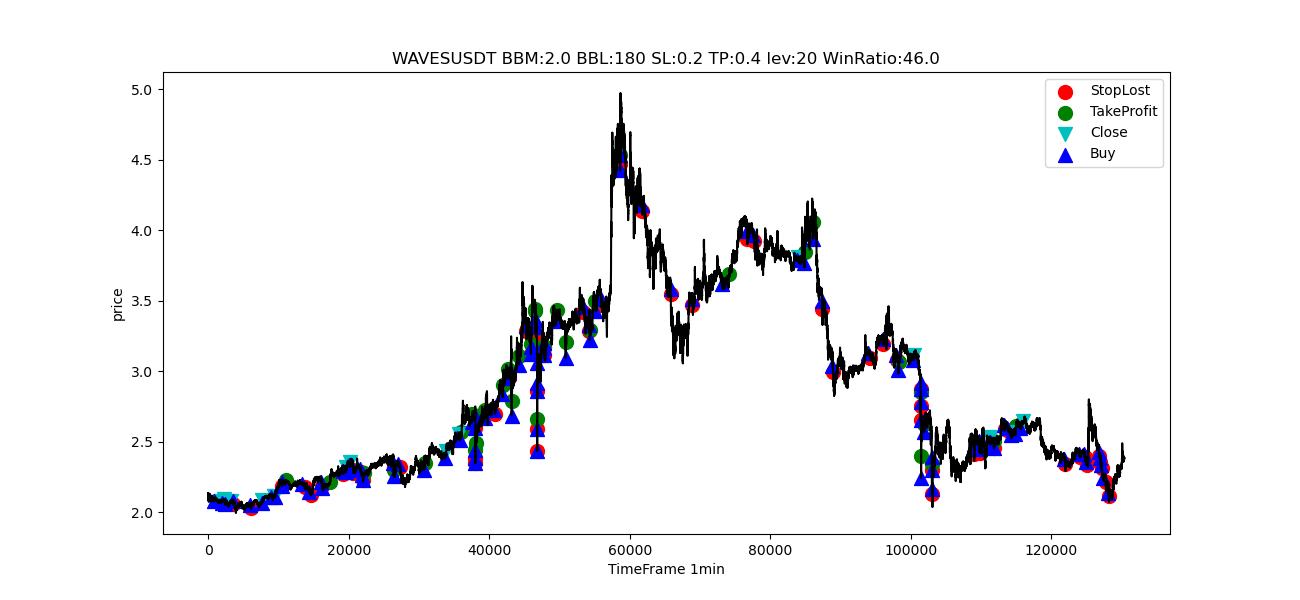 WAVESUSDT BBM:2.0 BBL:180 SL:0.2 TP:0.4 lev:20 WinRatio:46.0
StopLost
TakeProfit
Close
Buy
5.0
4.5
4.0
3.5
3.0
2.5
2.0
price
0 20000 40000 60000 80000 100000 120000
TimeFrame 1min